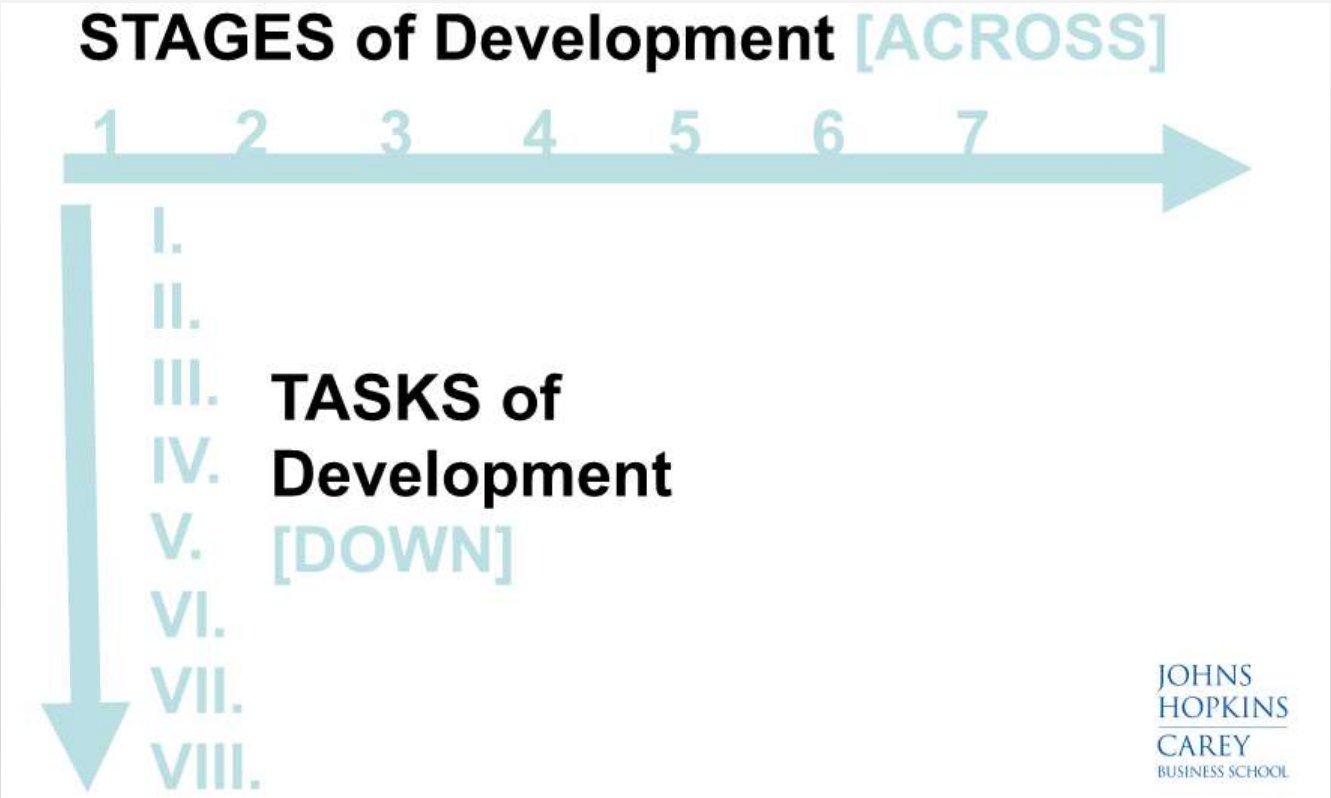 STAGES of Development [ACROSS]
1 2 3 4 5 6 7
I.
II.
III.
IV.
V.
VI.
VII.
VIII.
TASKS of
Development
[DOWN]
JOHNS
HOPKINS
CAREY
BUSINESS SCHOOL